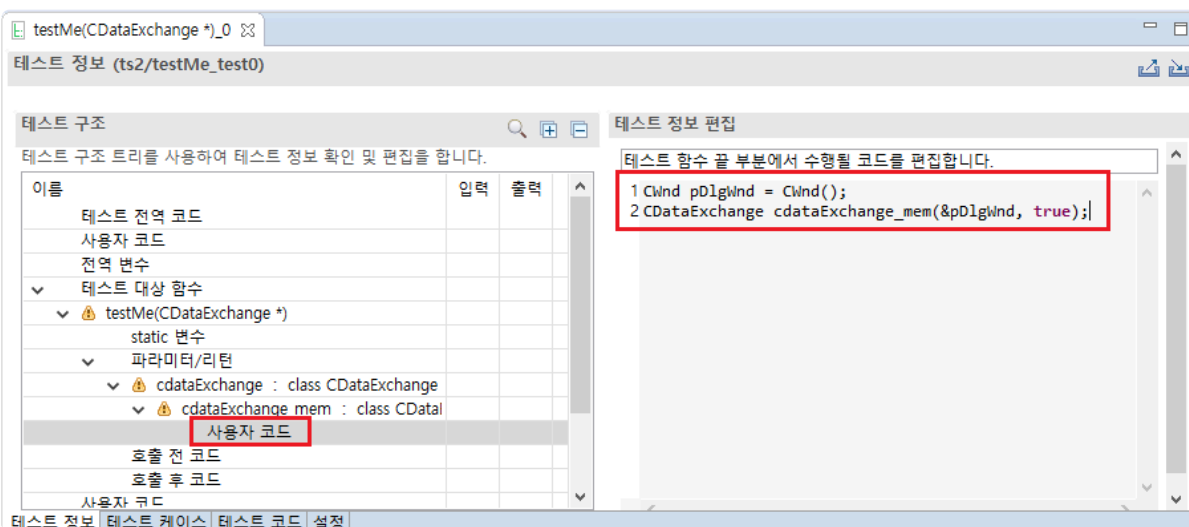 testMe(CDataExchange *)_0
테스트 정보 (ts2/testMe_test0)
테스트 구조
테스트 구조 트리를 사용하여 테스트 정보 확인 및 편집을 합니다.
이름 입력 출력
테스트 전역 코드
사용자 코드
전역 변수
테스트 대상 함수
testMe(CDataExchange *)
static 변수
파라미터/리턴
cdataExchange : class CDataExchange
cdataExchange_mem : class CDataE
사용자 코드
호출 전 코드
호출 후 코드
사용자 코드
테스트 정보 편집
테스트 함수 끝 부분에서 수행될 코드를 편집합니다.
1 CWnd pDlgWnd = CWnd();
2 CDataExchange cdataExchange_mem(&pDlgWnd, true);
테스트 정보 테스트 케이스 테스트 코드 설정